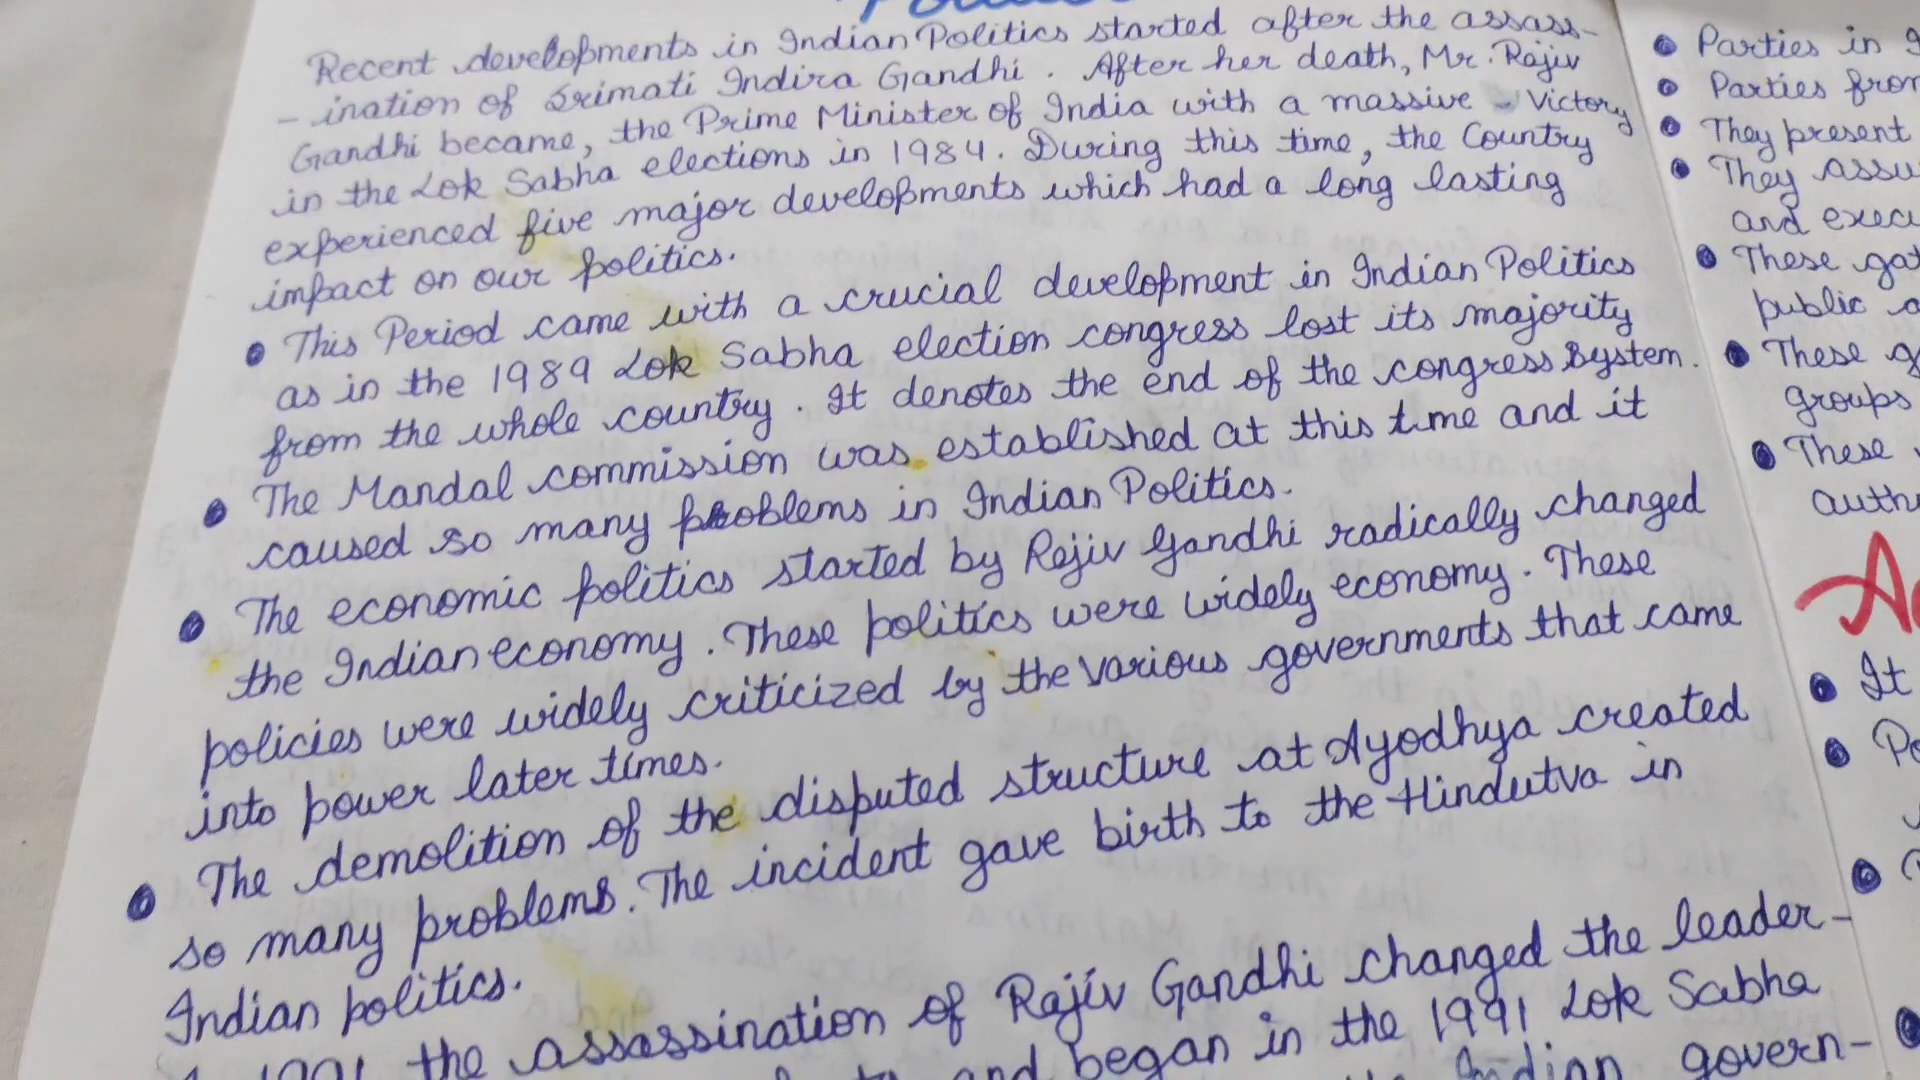 Recent developments in Indian Politics started after the assass-
- ination of Srimati Indira Gandhi. After her death, Mr. Rajiv
Gandhi became, the Prime Minister of India with a massive - Victory
in the Lok Sabha elections in 1984. During this time, the Country
experienced five major developments which had a long lasting
impact on our politics.
• This Period came with a crucial development in Indian Politics
as in the 1989 Lok Sabha election congress lost its majority
from the whole country. It denotes the end of the congress System.
• The Mandal commission was established at this time and it
caused so many problems in Indian Politics.
• The economic politics started by Rejiv Gandhi radically changed
the Indian economy. These politics were widely economy. These
policies were widely criticized by the various governments that came
into power later times.
• The demolition of the disputed structure at Ayodhya created
so many problems. The incident gave birth to the Hindutva in
Indian politics.
1991 the assassination of Rajiv Gandhi changed the leader-
and began in the 1991 Lok Sabha
Indian govern-
• Parties in
• Parties from
• They present
• They
and
• These
public
• These
groups
• These
• It